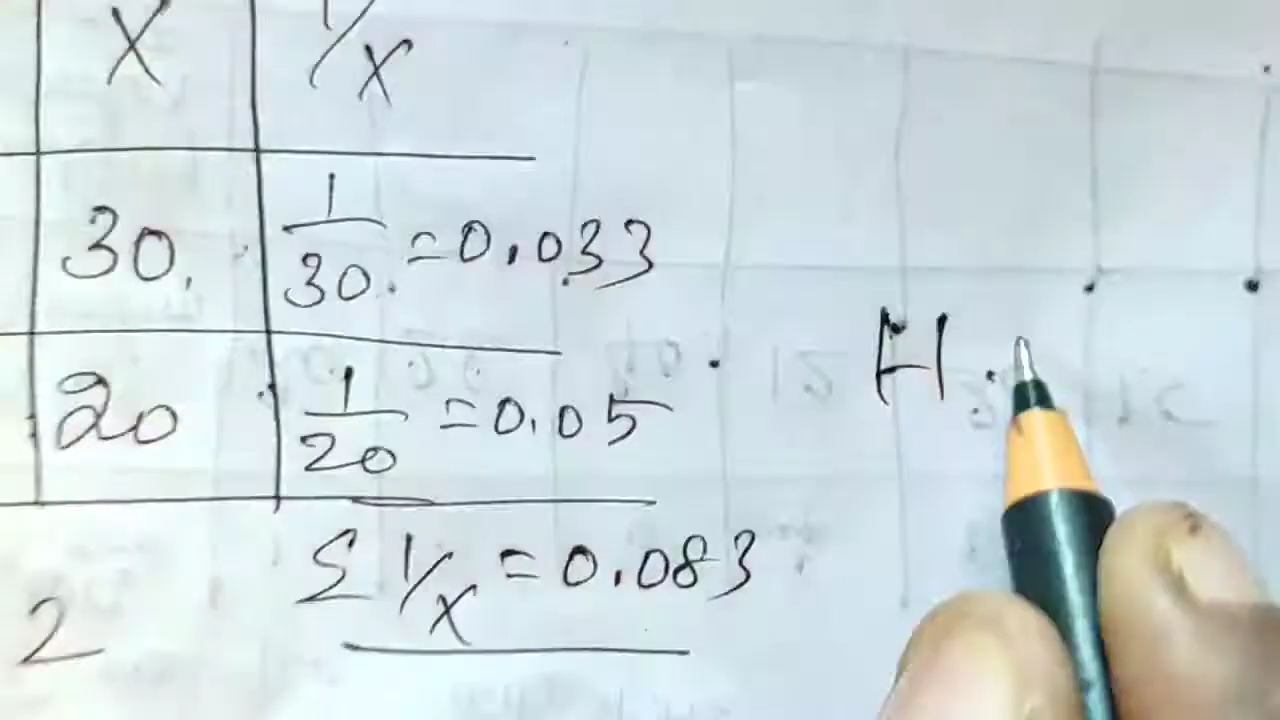 X 1/X
30. 1/30. = 0.033
20 1/20 = 0.05
Σ 1/X = 0.083
2
H.